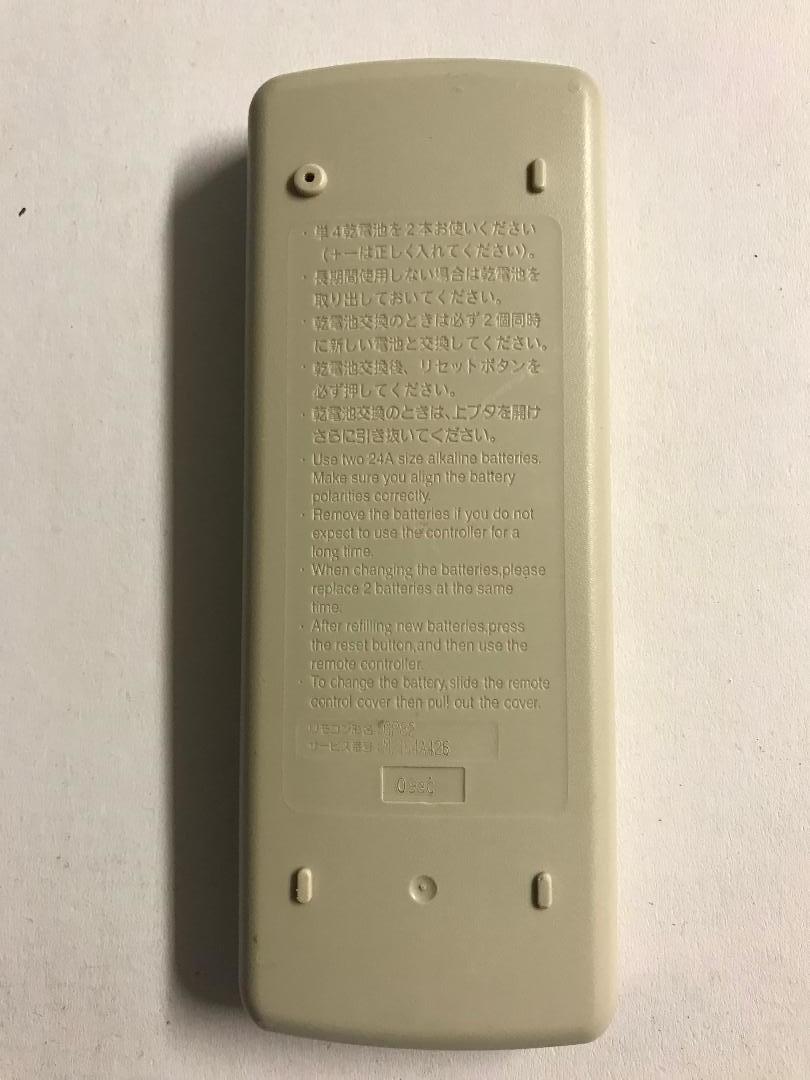 ・単4乾電池を2本お使いください
(+−は正しく入れてください)。
・長期間使用しない場合は乾電池を
取り出しておいてください。
・乾電池交換のときは必ず2個同時
に新しい電池と交換してください。
・乾電池交換後、リセットボタンを
必ず押してください。
・乾電池交換のときは、上ブタを開け
さらに引き抜いてください。
・Use two 24A size alkaline batteries.
Make sure you align the battery
polarities correctly.
・Remove the batteries if you do not
expect to use the controller for a
long time.
・When changing the batteries,please
replace 2 batteries at the same
time.
・After refilling new batteries,press
the reset button,and then use the
remote controller.
・To change the battery,slide the remote
control cover then pull out the cover.
リモコン形名
サービス番号